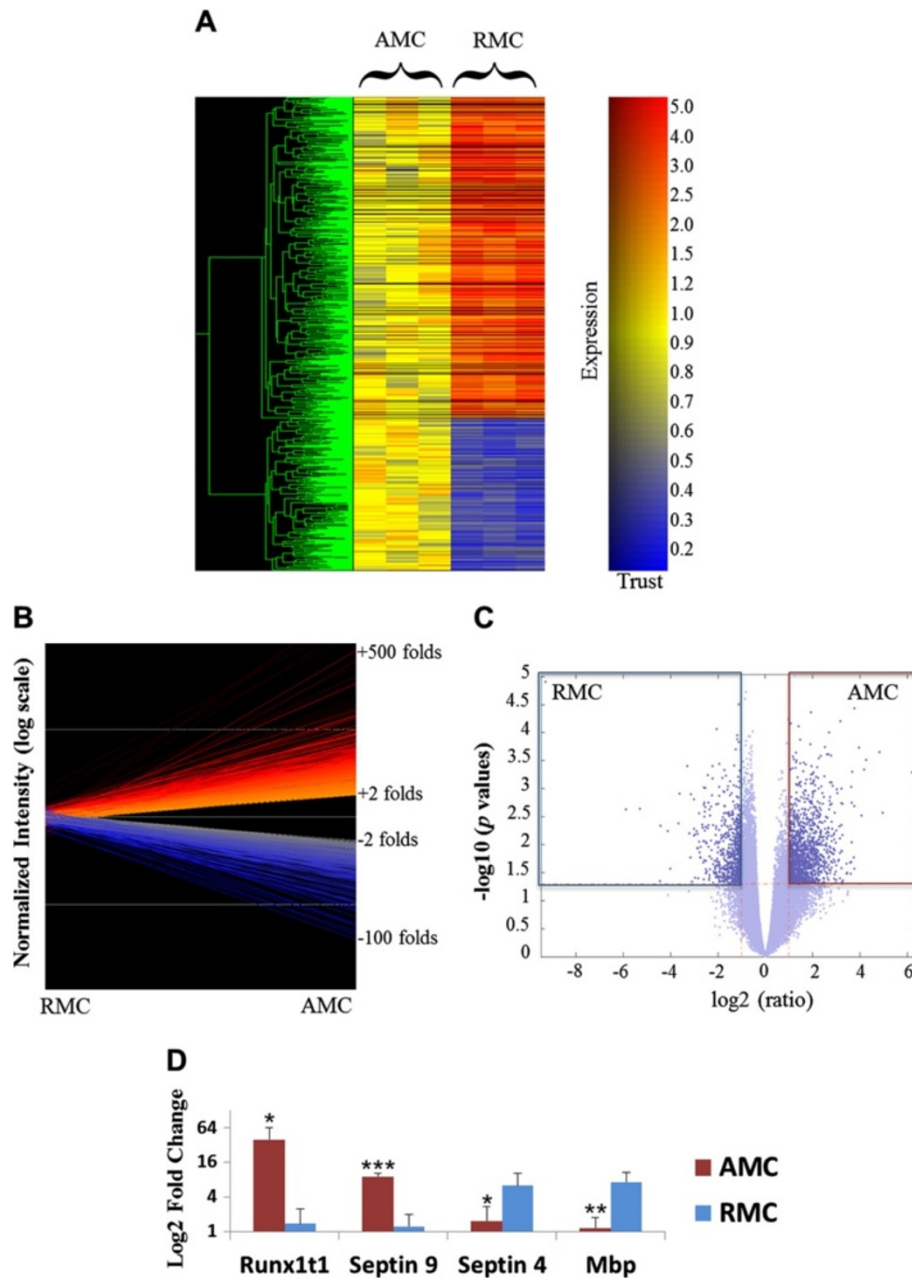 A
AMC
RMC
5.0
4.0
3.0
2.5
2.0
1.5
1.2
1.0
0.9
0.8
0.7
0.6
0.5
0.4
0.3
0.2
Expression
Trust
B
Normalized Intensity (log scale)
+500 folds
+2 folds
-2 folds
-100 folds
RMC
AMC
C
RMC
AMC
-log10 (p values)
5
4.5
4
3.5
3
2.5
2
1.5
1
0.5
0
-8 -6 -4 -2 0 2 4 6
log2 (ratio)
D
Log2 Fold Change
64
16
4
1
*
***
*
**
Runx1t1 Septin 9 Septin 4 Mbp
AMC
RMC